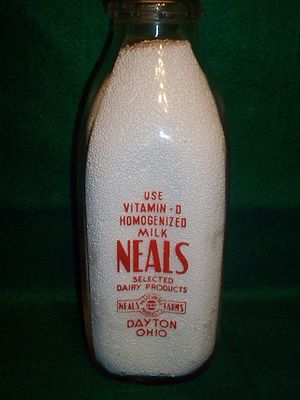 USE
VITAMIN-D
HOMOGENIZED
MILK
NEALS
SELECTED
DAIRY PRODUCTS
NEALS FARMS
DAYTON
OHIO